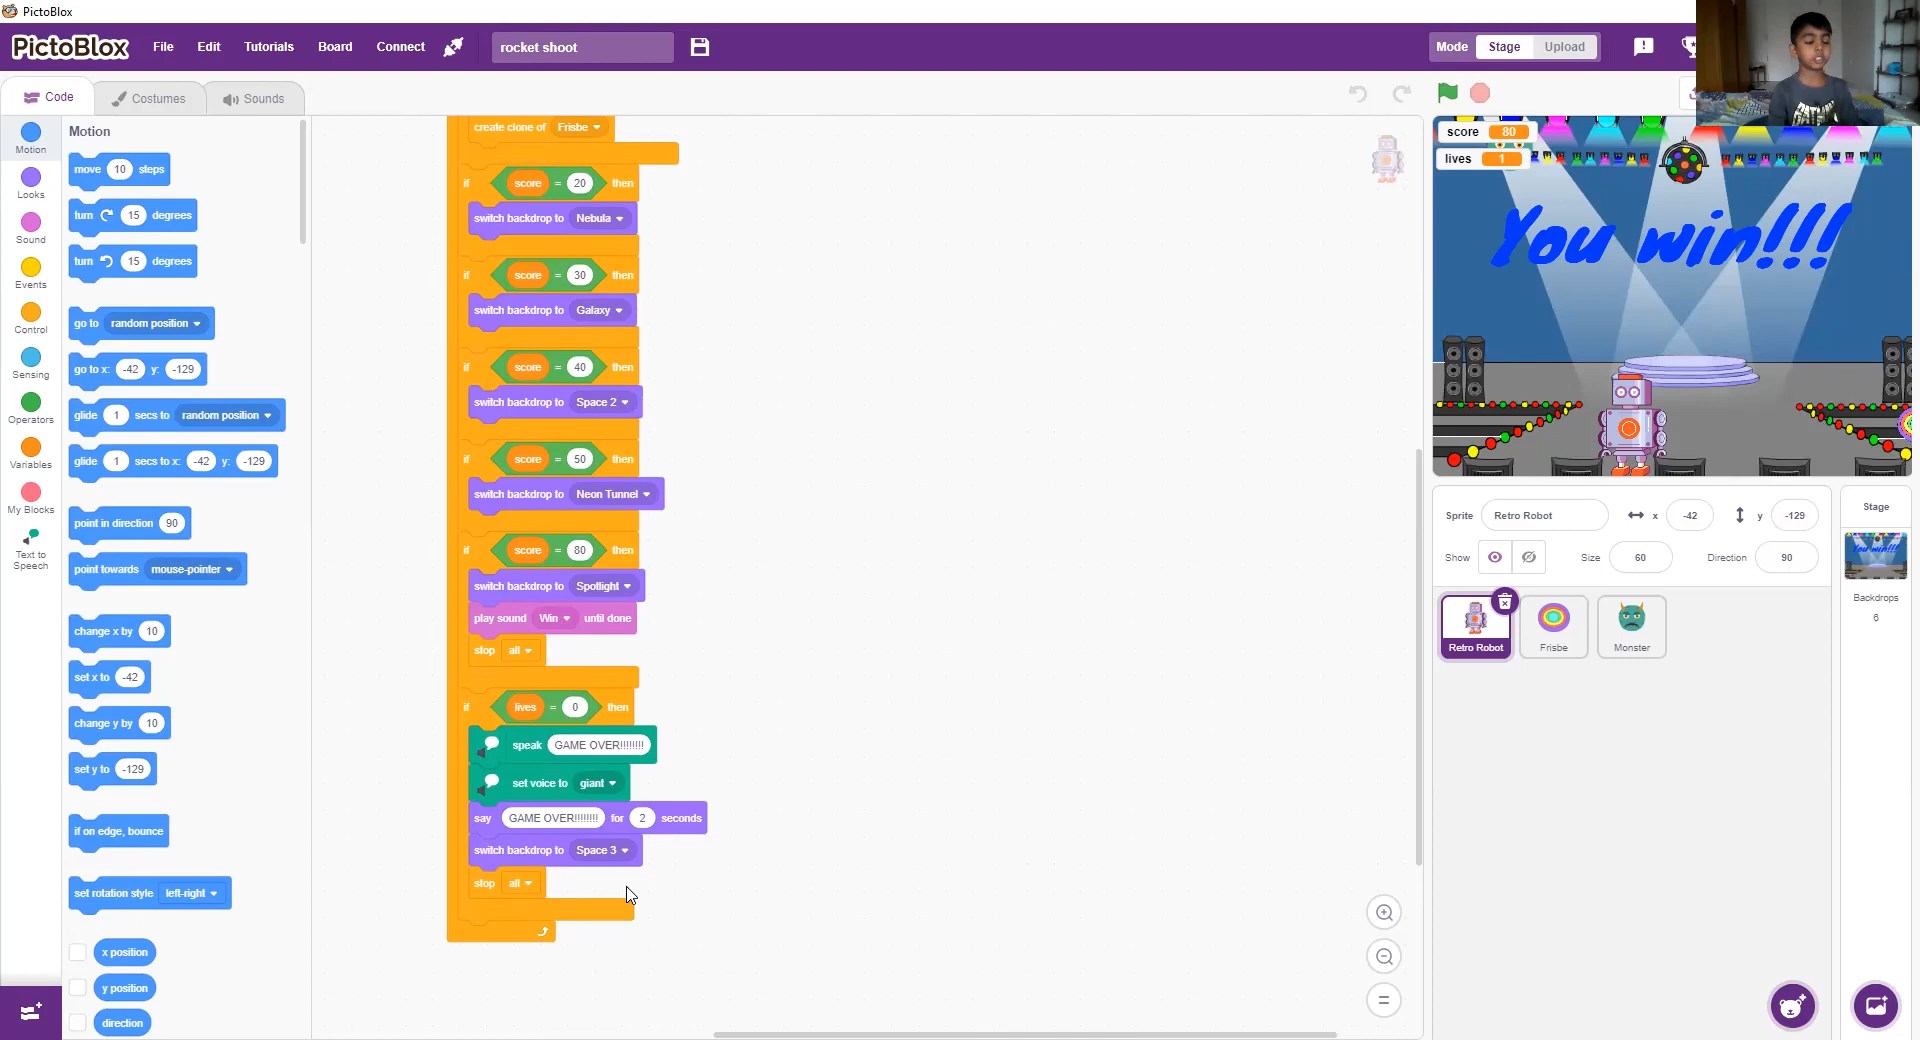 PictoBlox
PictoBlox File Edit Tutorials Board Connect rocket shoot Mode Stage Upload
Code Costumes Sounds
Motion
Looks
Sound
Events
Control
Sensing
Operators
Variables
My Blocks
Text to
Speech
Motion
move 10 steps
turn 15 degrees
turn 15 degrees
go to random position
go to x: -42 y: -129
glide 1 secs to random position
glide 1 secs to x: -42 y: -129
point in direction 90
point towards mouse-pointer
change x by 10
set x to -42
change y by 10
set y to -129
if on edge, bounce
set rotation style left-right
x position
y position
direction
create clone of Frisbe
if score = 20 then
switch backdrop to Nebula
if score = 30 then
switch backdrop to Galaxy
if score = 40 then
switch backdrop to Space 2
if score = 50 then
switch backdrop to Neon Tunnel
if score = 80 then
switch backdrop to Spotlight
play sound Win until done
stop all
if lives = 0 then
speak GAME OVER!!!!!!!!
set voice to giant
say GAME OVER!!!!!!!! for 2 seconds
switch backdrop to Space 3
stop all
score 80
lives 1
You win!!!
Sprite Retro Robot x -42 y -129
Show Size 60 Direction 90
Retro Robot Frisbe Monster
Stage
Backdrops
6